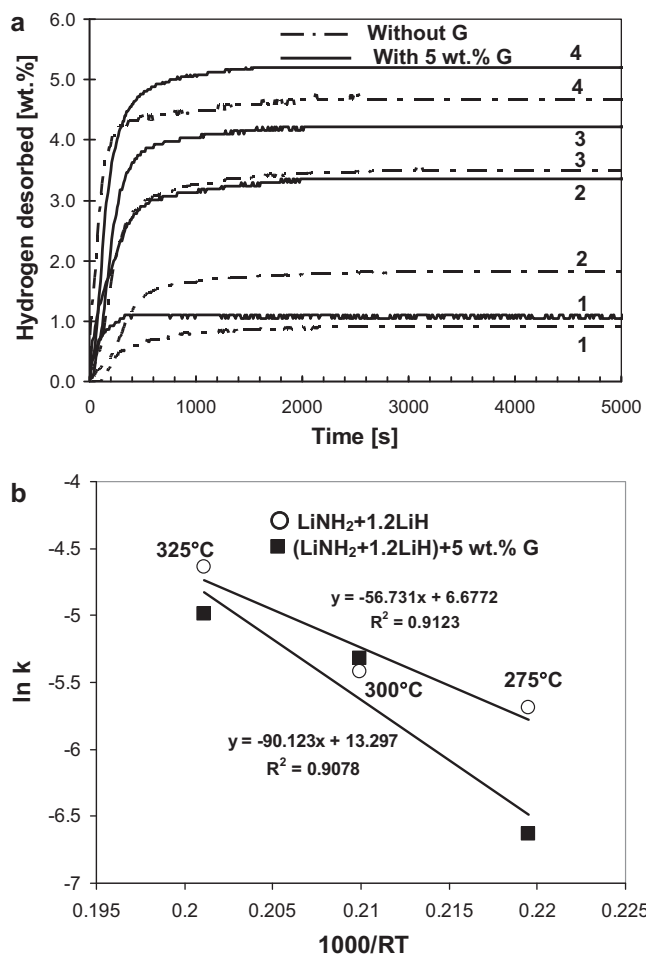 a
6.0
5.0
4.0
3.0
2.0
1.0
0.0
Hydrogen desorbed [wt.%]
Without G
With 5 wt.% G
4
4
3
3
2
2
1
1
0 1000 2000 3000 4000 5000
Time [s]
b
-4
-4.5
-5
-5.5
-6
-6.5
-7
ln k
LiNH₂+1.2LiH
(LiNH₂+1.2LiH)+5 wt.% G
325°C
y = -56.731x + 6.6772
R² = 0.9123
300°C
275°C
y = -90.123x + 13.297
R² = 0.9078
0.195 0.2 0.205 0.21 0.215 0.22 0.225
1000/RT